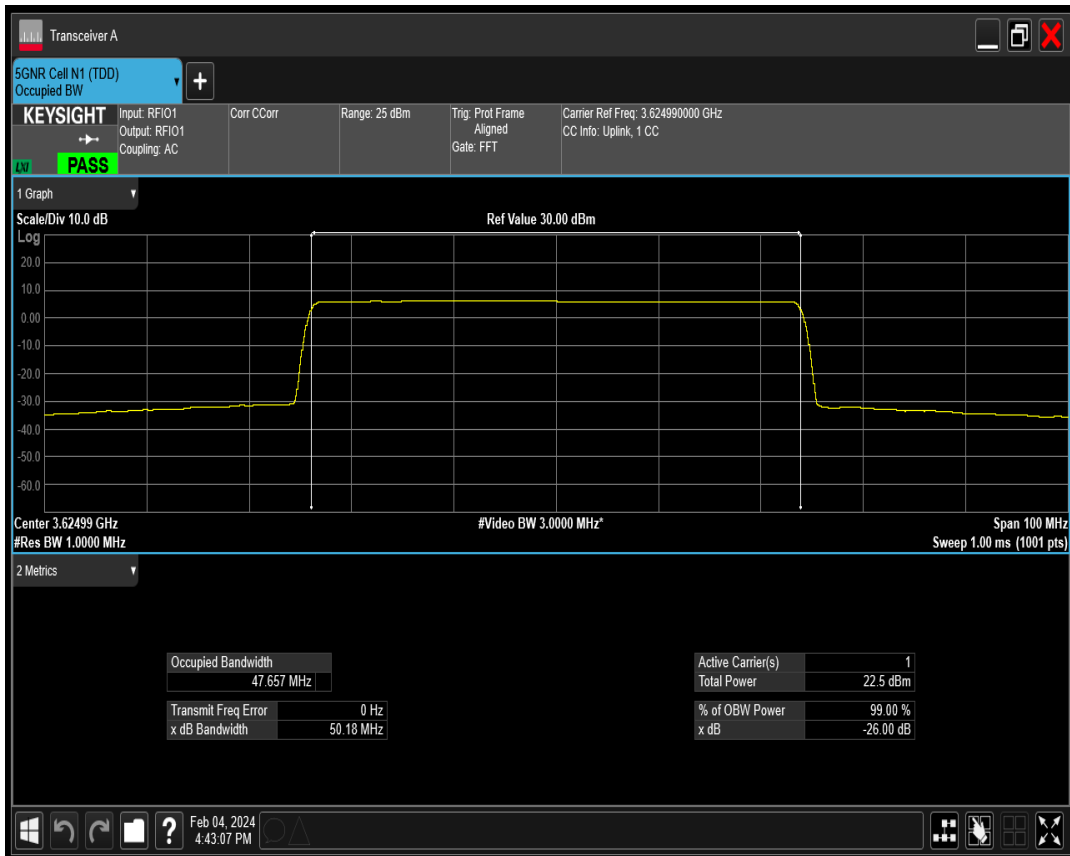 Transceiver A
5GNR Cell N1 (TDD)
Occupied BW
+
KEYSIGHT
LXI
PASS
Input: RFIO1
Output: RFIO1
Coupling: AC
Corr CCorr
Range: 25 dBm
Trig: Prot Frame
Aligned
Gate: FFT
Carrier Ref Freq: 3.624990000 GHz
CC Info: Uplink, 1 CC
1 Graph
Scale/Div 10.0 dB
Ref Value 30.00 dBm
Log
20.0
10.0
0.00
-10.0
-20.0
-30.0
-40.0
-50.0
-60.0
Center 3.62499 GHz
#Video BW 3.0000 MHz*
Span 100 MHz
#Res BW 1.0000 MHz
Sweep 1.00 ms (1001 pts)
2 Metrics
Occupied Bandwidth
47.657 MHz
Transmit Freq Error 0 Hz
x dB Bandwidth 50.18 MHz
Active Carrier(s) 1
Total Power 22.5 dBm
% of OBW Power 99.00 %
x dB -26.00 dB
?
Feb 04, 2024
4:43:07 PM